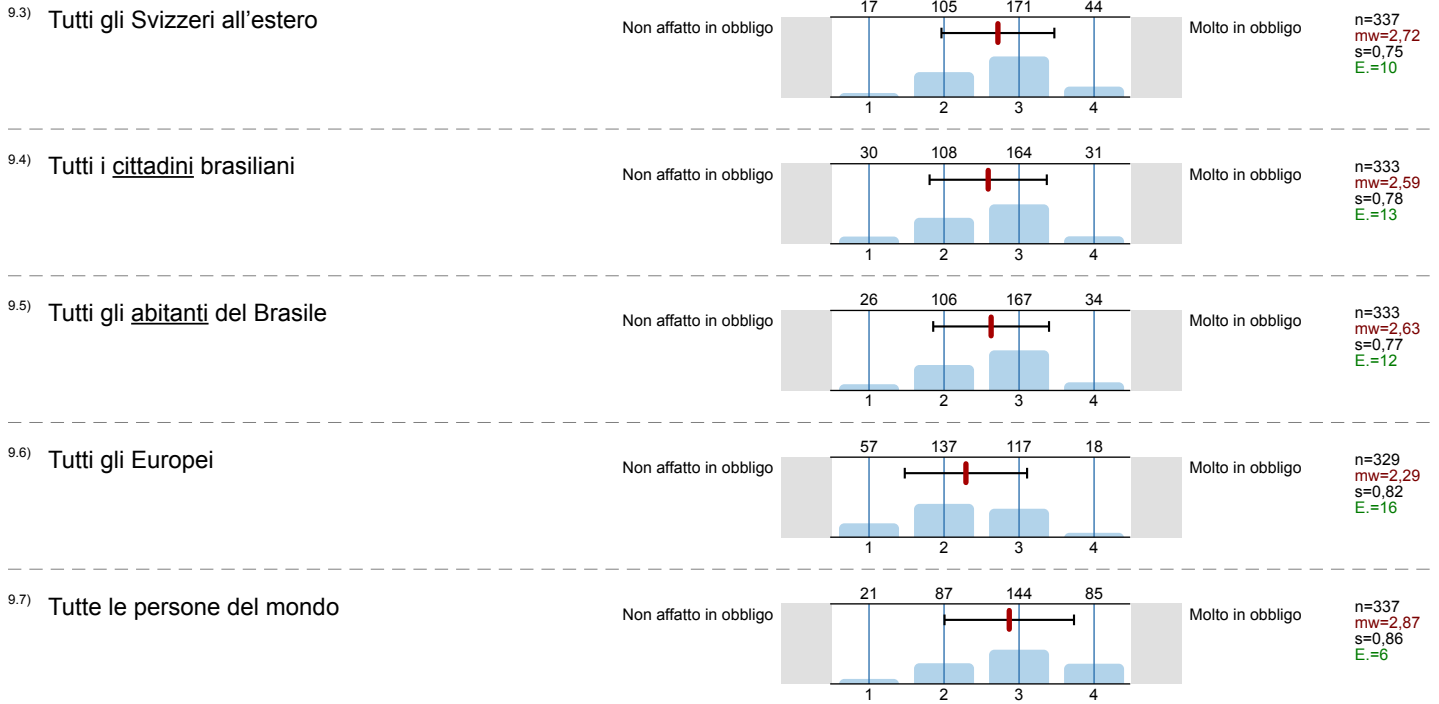 9.3) Tutti gli Svizzeri all'estero
17 105 171 44
Non affatto in obbligo
Molto in obbligo
n=337
mw=2,72
s=0,75
E.=10
1 2 3 4
9.4) Tutti i cittadini brasiliani
30 108 164 31
Non affatto in obbligo
Molto in obbligo
n=333
mw=2,59
s=0,78
E.=13
1 2 3 4
9.5) Tutti gli abitanti del Brasile
26 106 167 34
Non affatto in obbligo
Molto in obbligo
n=333
mw=2,63
s=0,77
E.=12
1 2 3 4
9.6) Tutti gli Europei
57 137 117 18
Non affatto in obbligo
Molto in obbligo
n=329
mw=2,29
s=0,82
E.=16
1 2 3 4
9.7) Tutte le persone del mondo
21 87 144 85
Non affatto in obbligo
Molto in obbligo
n=337
mw=2,87
s=0,86
E.=6
1 2 3 4